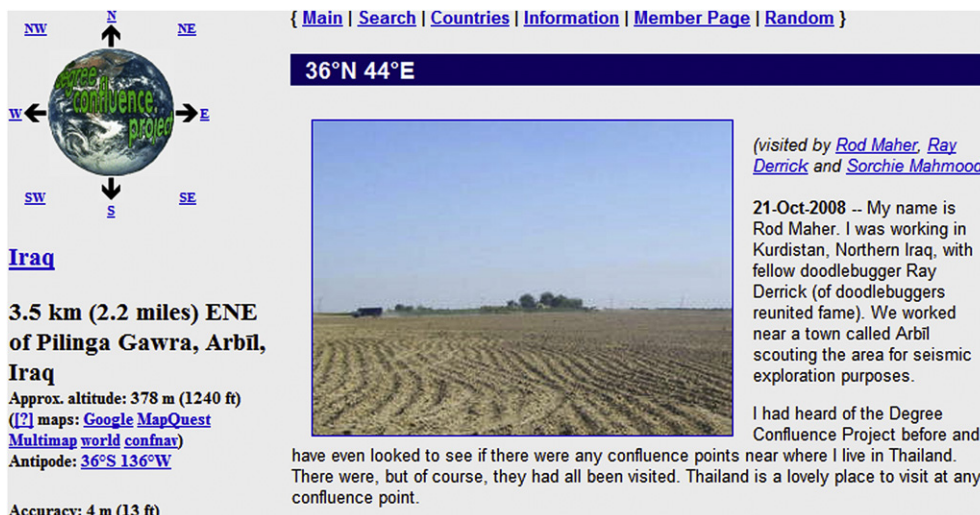 { Main | Search | Countries | Information | Member Page | Random }
N
NW
NE
degree
confluence
project
W
E
SW
SE
S
Iraq
3.5 km (2.2 miles) ENE
of Pilinga Gawra, Arbīl,
Iraq
Approx. altitude: 378 m (1240 ft)
([?] maps: Google MapQuest
Multimap world confnav)
Antipode: 36°S 136°W
Accuracy: 4 m (13 ft)
36°N 44°E
(visited by Rod Maher, Ray
Derrick and Sorchie Mahmood
21-Oct-2008 -- My name is
Rod Maher. I was working in
Kurdistan, Northern Iraq, with
fellow doodlebugger Ray
Derrick (of doodlebuggers
reunited fame). We worked
near a town called Arbīl
scouting the area for seismic
exploration purposes.
I had heard of the Degree
Confluence Project before and
have even looked to see if there were any confluence points near where I live in Thailand.
There were, but of course, they had all been visited. Thailand is a lovely place to visit at any
confluence point.